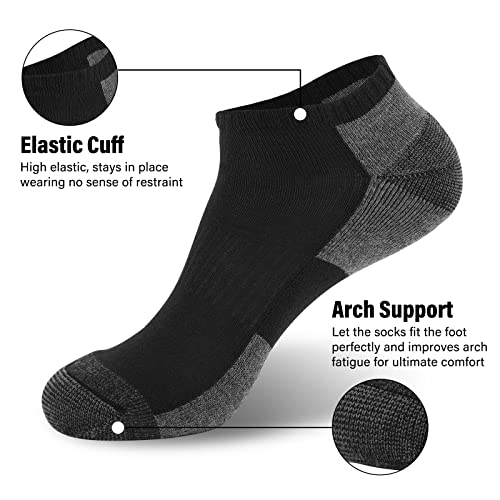 Elastic Cuff
High elastic, stays in place
wearing no sense of restraint
Arch Support
Let the socks fit the foot
perfectly and improves arch
fatigue for ultimate comfort